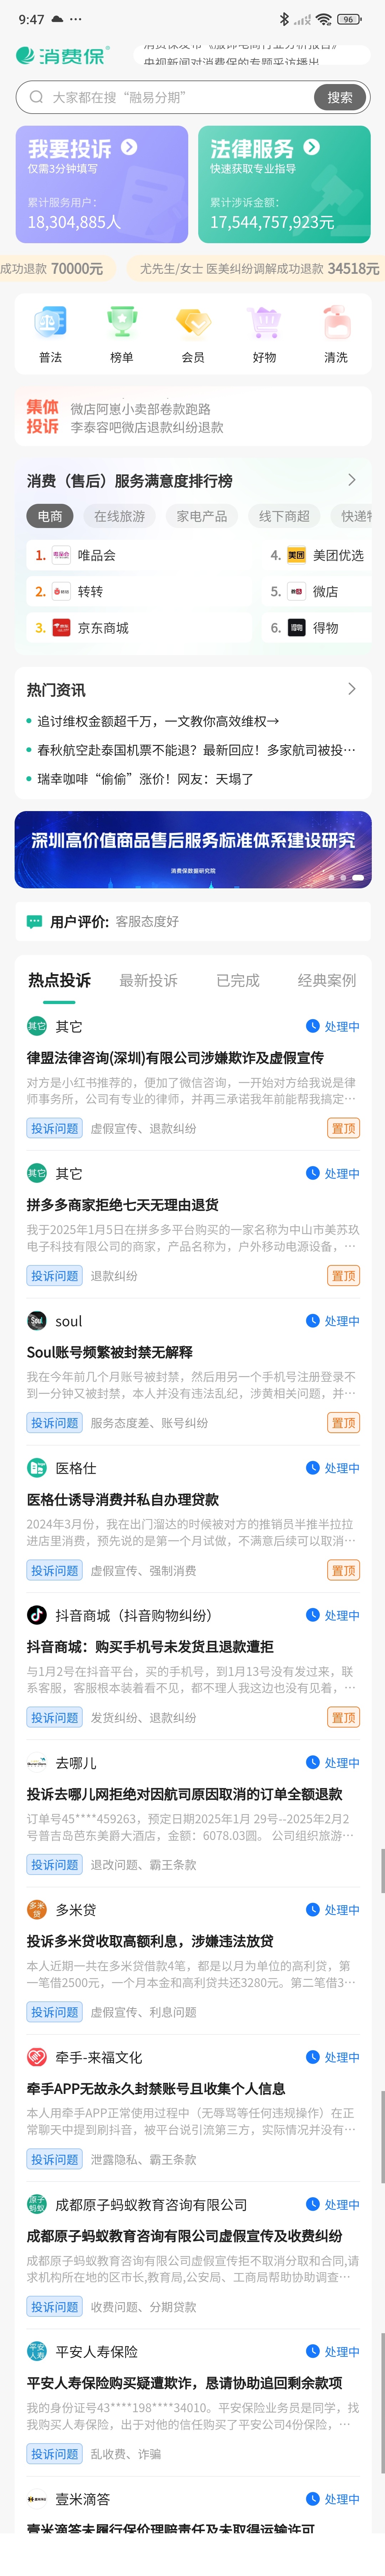 9:47
96
消费保
消费保发布《服饰电商行业分析报告》
央视新闻对消费保的专题采访播出
大家都在搜“融易分期”
搜索
我要投诉
仅需3分钟填写
累计服务用户：
18,304,885人
法律服务
快速获取专业指导
累计涉诉金额：
17,544,757,923元
成功退款 70000元
尤先生/女士 医美纠纷调解成功退款 34518元
普法
榜单
会员
好物
清洗
集体
投诉
微店阿崽小卖部卷款跑路
李泰容吧微店退款纠纷退款
消费（售后）服务满意度排行榜
电商
在线旅游
家电产品
线下商超
快递物
1. 唯品会
4. 美团 美团优选
2. 转转
5. 微店
3. 京东商城
6. 得物 得物
热门资讯
追讨维权金额超千万，一文教你高效维权→
春秋航空赴泰国机票不能退？最新回应！多家航司被投…
瑞幸咖啡“偷偷”涨价！网友：天塌了
深圳高价值商品售后服务标准体系建设研究
消费保数据研究院
用户评价: 客服态度好
热点投诉
最新投诉
已完成
经典案例
其它 其它
处理中
律盟法律咨询(深圳)有限公司涉嫌欺诈及虚假宣传
对方是小红书推荐的，便加了微信咨询，一开始对方给我说是律
师事务所，公司有专业的律师，并再三承诺我年前能帮我搞定…
投诉问题 虚假宣传、退款纠纷
置顶
其它 其它
处理中
拼多多商家拒绝七天无理由退货
我于2025年1月5日在拼多多平台购买的一家名称为中山市美苏玖
电子科技有限公司的商家，产品名称为，户外移动电源设备，…
投诉问题 退款纠纷
置顶
Soul soul
处理中
Soul账号频繁被封禁无解释
我在今年前几个月账号被封禁，然后用另一个手机号注册登录不
到一分钟又被封禁，本人并没有违法乱纪，涉黄相关问题，并…
投诉问题 服务态度差、账号纠纷
置顶
医格仕
处理中
医格仕诱导消费并私自办理贷款
2024年3月份，我在出门溜达的时候被对方的推销员半推半拉拉
进店里消费，预先说的是第一个月试做，不满意后续可以取消…
投诉问题 虚假宣传、强制消费
置顶
抖音商城（抖音购物纠纷）
处理中
抖音商城：购买手机号未发货且退款遭拒
与1月2号在抖音平台，买的手机号，到1月13号没有发过来，联
系客服，客服根本装着看不见，都不理人我这边也没有见着，…
投诉问题 发货纠纷、退款纠纷
置顶
去哪儿
处理中
投诉去哪儿网拒绝对因航司原因取消的订单全额退款
订单号45****459263，预定日期2025年1月 29号--2025年2月2
号普吉岛芭东美爵大酒店，金额：6078.03圆。 公司组织旅游…
投诉问题 退改问题、霸王条款
多米
贷 多米贷
处理中
投诉多米贷收取高额利息，涉嫌违法放贷
本人近期一共在多米贷借款4笔，都是以月为单位的高利贷，第
一笔借2500元，一个月本金和高利贷共还3280元。第二笔借3…
投诉问题 虚假宣传、利息问题
牵手-来福文化
处理中
牵手APP无故永久封禁账号且收集个人信息
本人用牵手APP正常使用过程中（无辱骂等任何违规操作）在正
常聊天中提到刷抖音，被平台说引流第三方，实际情况并没有…
投诉问题 泄露隐私、霸王条款
原子
蚂蚁 成都原子蚂蚁教育咨询有限公司
处理中
成都原子蚂蚁教育咨询有限公司虚假宣传及收费纠纷
成都原子蚂蚁教育咨询有限公司虚假宣传拒不取消分取和合同,请
求机构所在地的区市长,教育局,公安局、工商局帮助协助调查…
投诉问题 收费问题、分期贷款
平安
人寿 平安人寿保险
处理中
平安人寿保险购买疑遭欺诈，恳请协助追回剩余款项
我的身份证号43****198****34010。平安保险业务员是同学，找
我购买人寿保险，出于对他的信任购买了平安公司4份保险，…
投诉问题 乱收费、诈骗
壹米滴答
处理中
壹米滴答未履行保价理赔责任及未取得运输许可